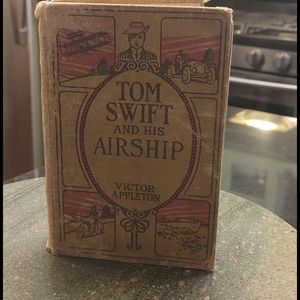 TOM
SWIFT
AND HIS
AIRSHIP
VICTOR
APPLETON